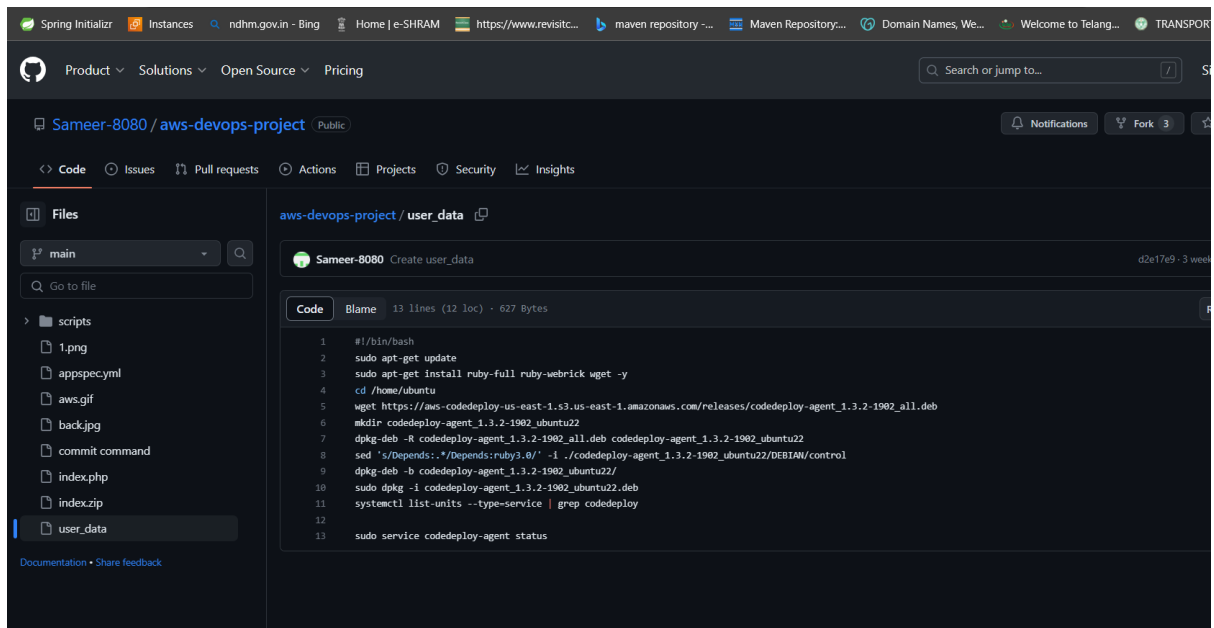 Spring Initializr Instances ndhm.gov.in - Bing Home | e-SHRAM https://www.revisitc... maven repository -... Maven Repository:... Domain Names, We... Welcome to Telang... TRANSPOR
Product Solutions Open Source Pricing Search or jump to... / Si
Sameer-8080 / aws-devops-project Public Notifications Fork 3
Code Issues Pull requests Actions Projects Security Insights
Files
main
Go to file
scripts
1.png
appspec.yml
aws.gif
back.jpg
commit command
index.php
index.zip
user_data
Documentation • Share feedback
aws-devops-project / user_data
Sameer-8080 Create user_data d2e17e9 · 3 week
Code Blame 13 lines (12 loc) · 627 Bytes R
1 #!/bin/bash
2 sudo apt-get update
3 sudo apt-get install ruby-full ruby-webrick wget -y
4 cd /home/ubuntu
5 wget https://aws-codedeploy-us-east-1.s3.us-east-1.amazonaws.com/releases/codedeploy-agent_1.3.2-1902_all.deb
6 mkdir codedeploy-agent_1.3.2-1902_ubuntu22
7 dpkg-deb -R codedeploy-agent_1.3.2-1902_all.deb codedeploy-agent_1.3.2-1902_ubuntu22
8 sed 's/Depends:.*/Depends:ruby3.0/' -i ./codedeploy-agent_1.3.2-1902_ubuntu22/DEBIAN/control
9 dpkg-deb -b codedeploy-agent_1.3.2-1902_ubuntu22/
10 sudo dpkg -i codedeploy-agent_1.3.2-1902_ubuntu22.deb
11 systemctl list-units --type=service | grep codedeploy
12
13 sudo service codedeploy-agent status